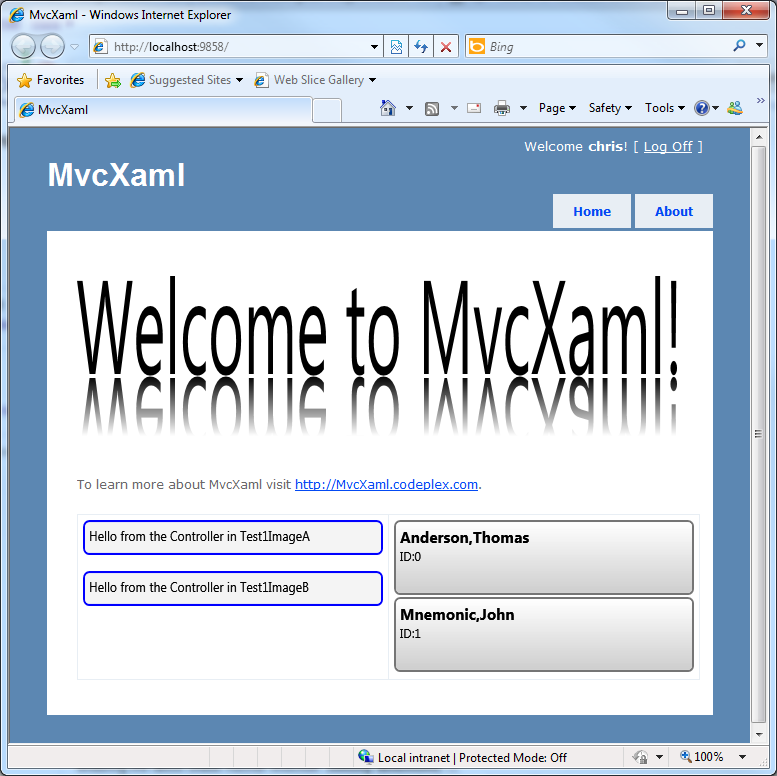 MvcXaml - Windows Internet Explorer
http://localhost:9858/
Bing
Favorites
Suggested Sites
Web Slice Gallery
MvcXaml
Page
Safety
Tools
Welcome chris! [ Log Off ]
MvcXaml
Home
About
Welcome to MvcXaml!
To learn more about MvcXaml visit http://MvcXaml.codeplex.com.
Hello from the Controller in Test1ImageA
Hello from the Controller in Test1ImageB
Anderson,Thomas
ID:0
Mnemonic,John
ID:1
Local intranet | Protected Mode: Off
100%